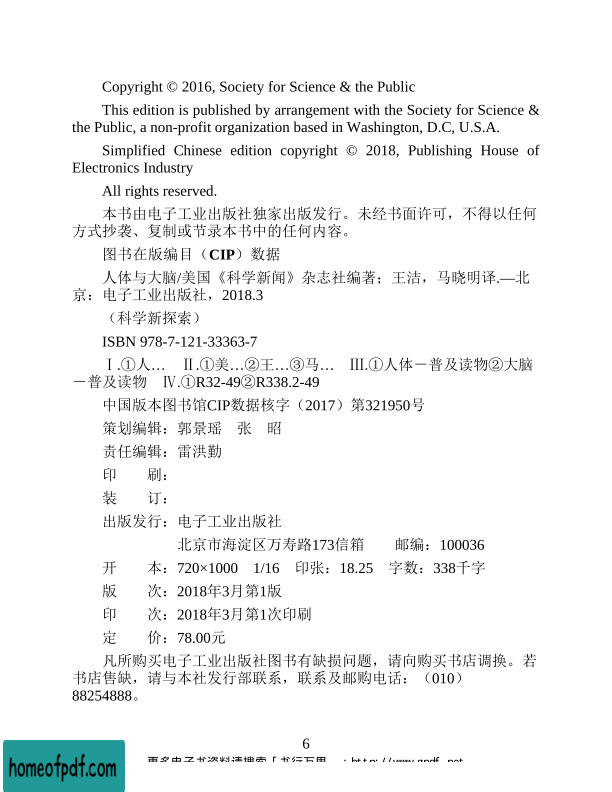 Copyright © 2016, Society for Science & the Public
This edition is published by arrangement with the Society for Science &
the Public, a non-profit organization based in Washington, D.C, U.S.A.
Simplified Chinese edition copyright © 2018, Publishing House of
Electronics Industry
All rights reserved.
本书由电子工业出版社独家出版发行。未经书面许可，不得以任何
方式抄袭、复制或节录本书中的任何内容。
图书在版编目（CIP）数据
人体与大脑/美国《科学新闻》杂志社编著；王洁，马晓明译.—北
京：电子工业出版社，2018.3
（科学新探索）
ISBN 978-7-121-33363-7
Ⅰ.①人… Ⅱ.①美…②王…③马… Ⅲ.①人体－普及读物②大脑
－普及读物 Ⅳ.①R32-49②R338.2-49
中国版本图书馆CIP数据核字（2017）第321950号
策划编辑：郭景瑶 张 昭
责任编辑：雷洪勤
印 刷：
装 订：
出版发行：电子工业出版社
北京市海淀区万寿路173信箱 邮编：100036
开 本：720×1000 1/16 印张：18.25 字数：338千字
版 次：2018年3月第1版
印 次：2018年3月第1次印刷
定 价：78.00元
凡所购买电子工业出版社图书有缺损问题，请向购买书店调换。若
书店售缺，请与本社发行部联系，联系及邮购电话：（010）
88254888。
6
homeofpdf.com